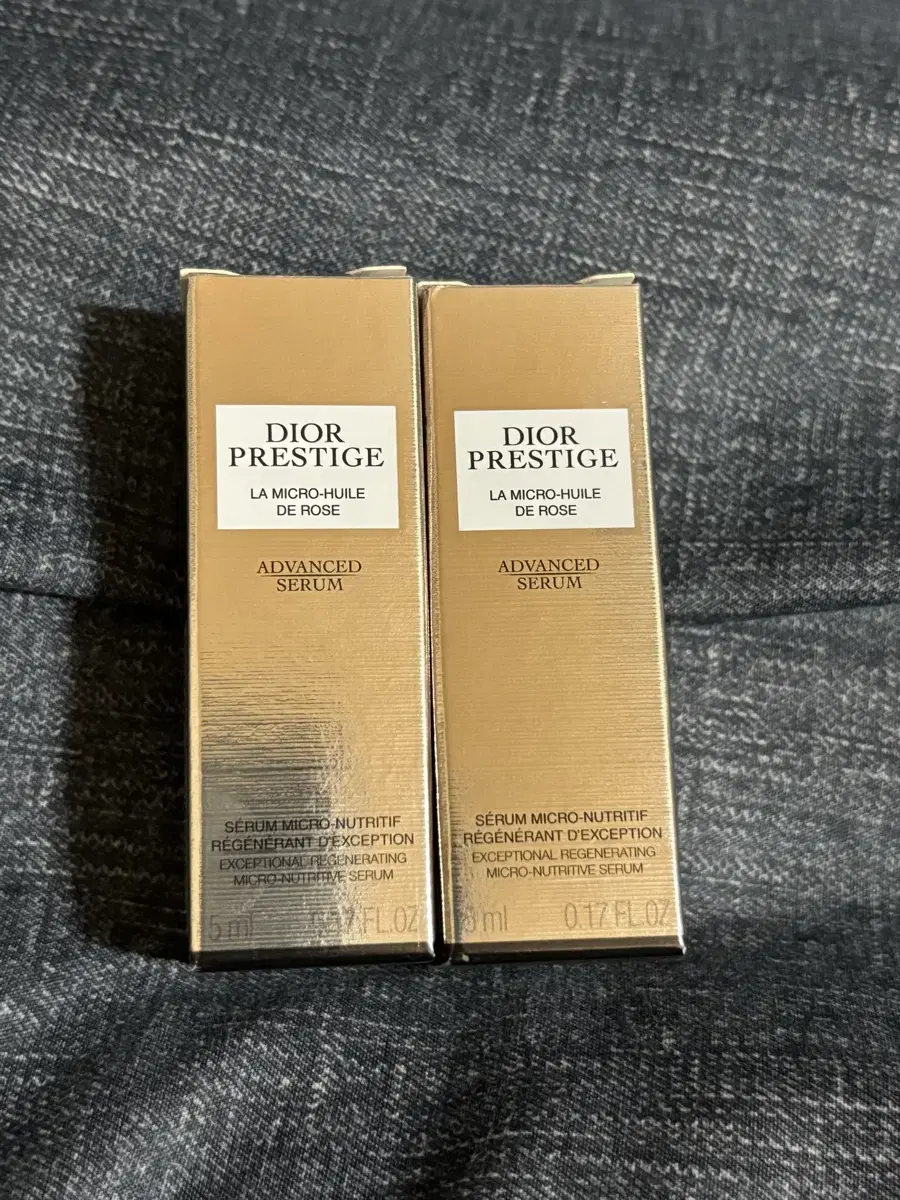 DIOR
PRESTIGE
LA MICRO-HUILE
DE ROSE
ADVANCED
SERUM
SÉRUM MICRO-NUTRITIF
RÉGÉNÉRANT D'EXCEPTION
EXCEPTIONAL REGENERATING
MICRO-NUTRITIVE SERUM
5 ml 0.17 FL.OZ
DIOR
PRESTIGE
LA MICRO-HUILE
DE ROSE
ADVANCED
SERUM
SÉRUM MICRO-NUTRITIF
RÉGÉNÉRANT D'EXCEPTION
EXCEPTIONAL REGENERATING
MICRO-NUTRITIVE SERUM
5 ml 0.17 FL.OZ